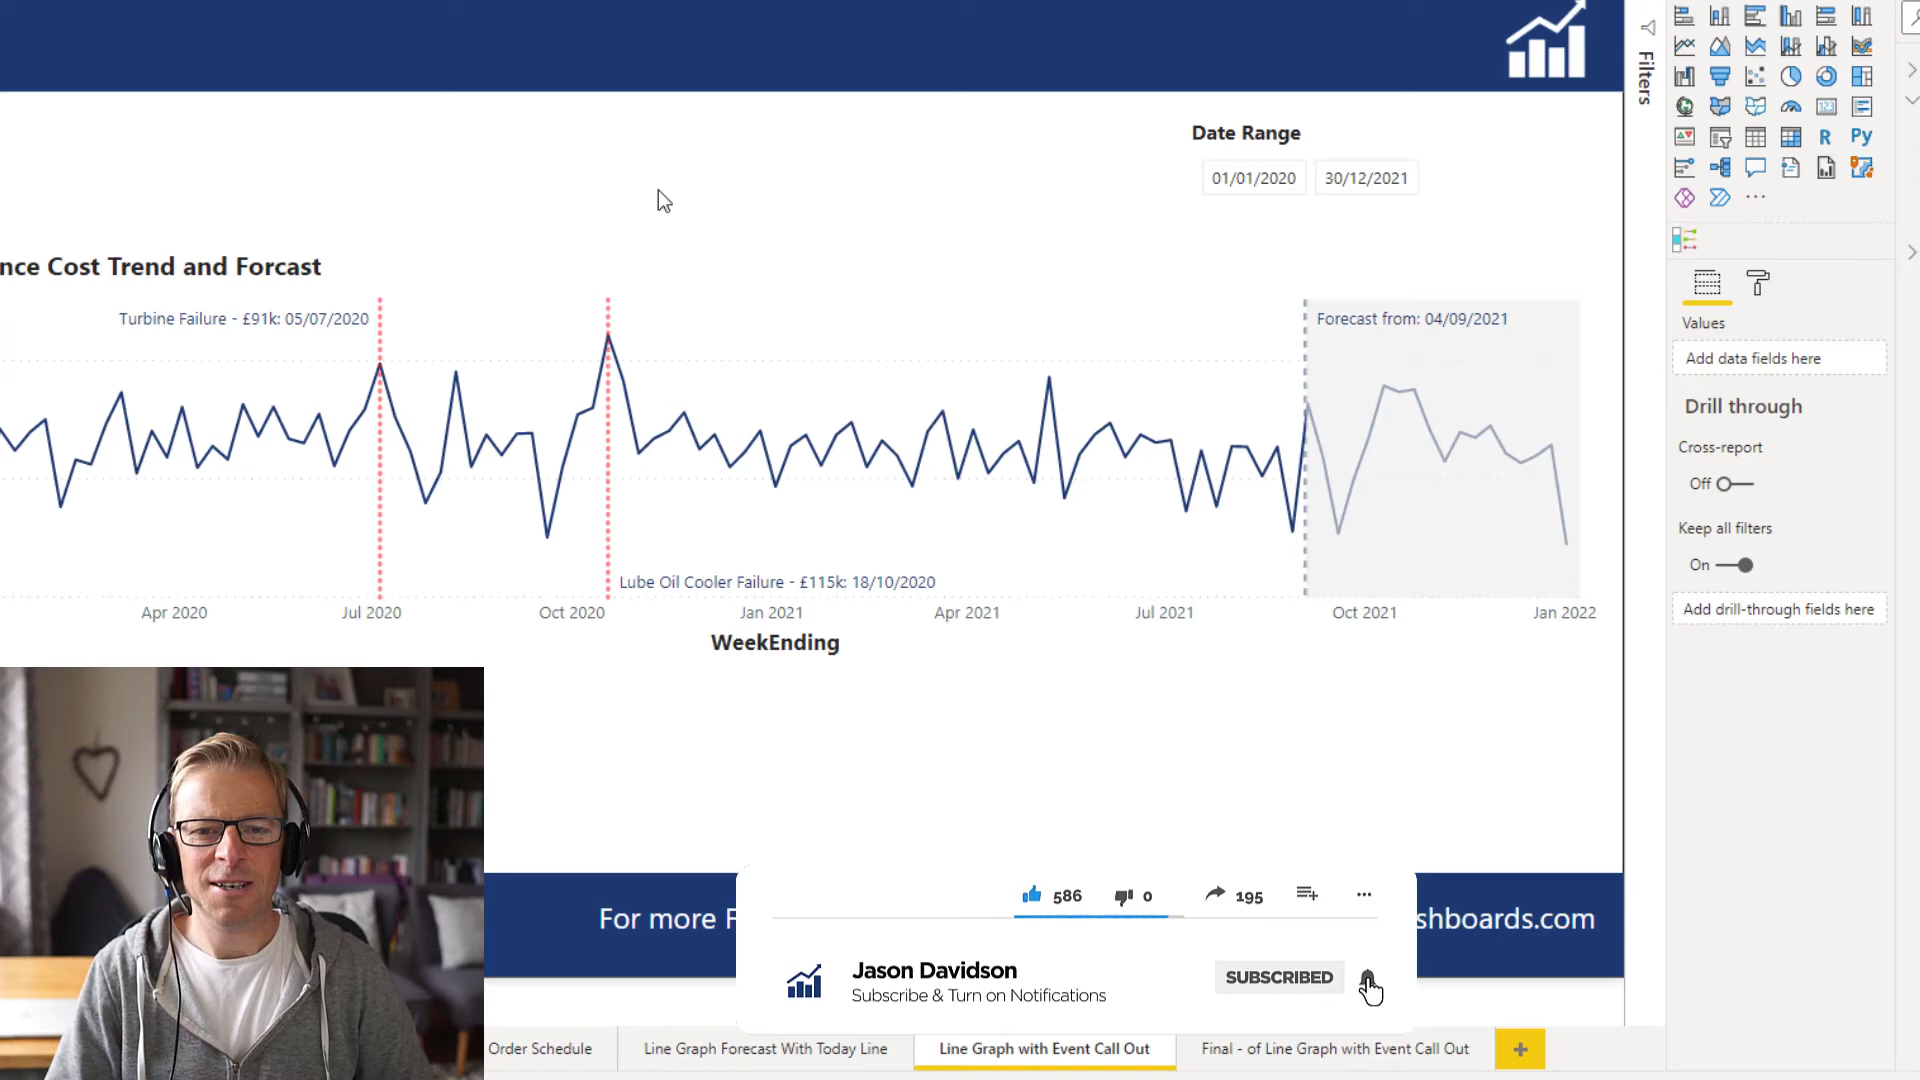 Filters
Date Range
01/01/2020 30/12/2021
nce Cost Trend and Forcast
Turbine Failure - £91k: 05/07/2020
Forecast from: 04/09/2021
Lube Oil Cooler Failure - £115k: 18/10/2020
Apr 2020 Jul 2020 Oct 2020 Jan 2021 Apr 2021 Jul 2021 Oct 2021 Jan 2022
WeekEnding
R Py
123
...
Values
Add data fields here
Drill through
Cross-report
Off
Keep all filters
On
Add drill-through fields here
586 0 195 ...
For more F
shboards.com
Jason Davidson
Subscribe & Turn on Notifications
SUBSCRIBED
Order Schedule
Line Graph Forecast With Today Line
Line Graph with Event Call Out
Final - of Line Graph with Event Call Out
+